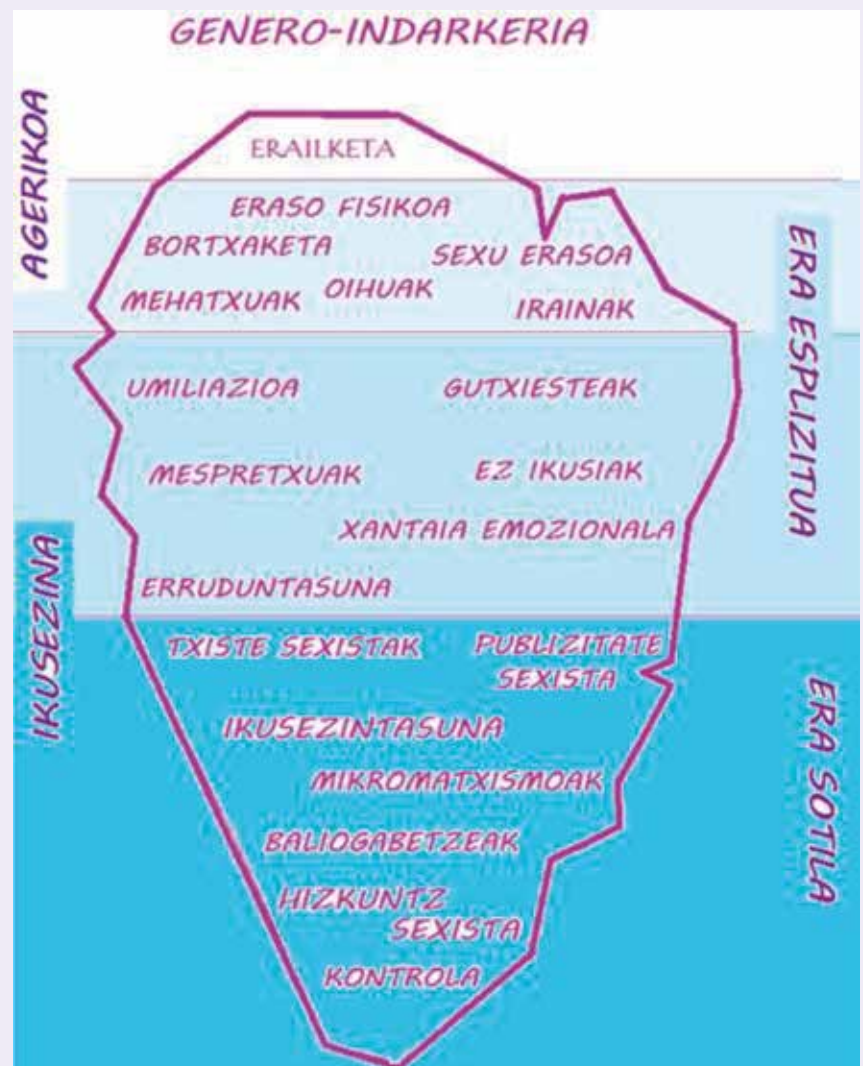 GENERO-INDARKERIA
AGERIKOA
ERAILKETA
ERASO FISIKOA
BORTXAKETA
SEXU ERASOA
MEHATXUAK
OIHUAK
IRAINAK
ERA ESPLIZITUA
UMILIAZIOA
GUTXIESTEAK
MESPRETXUAK
EZ IKUSIAK
XANTAIA EMOZIONALA
ERRUDUNTASUNA
IKUSEZINA
TXISTE SEXISTAK
PUBLIZITATE
SEXISTA
IKUSEZINTASUNA
MIKROMATXISMOAK
BALIOGABETZEAK
HIZKUNTZ
SEXISTA
KONTROLA
ERA SOTILA